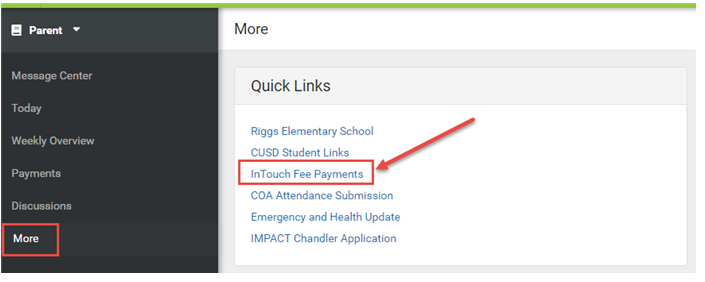 Parent
Message Center
Today
Weekly Overview
Payments
Discussions
More
More
Quick Links
Riggs Elementary School
CUSD Student Links
InTouch Fee Payments
COA Attendance Submission
Emergency and Health Update
IMPACT Chandler Application